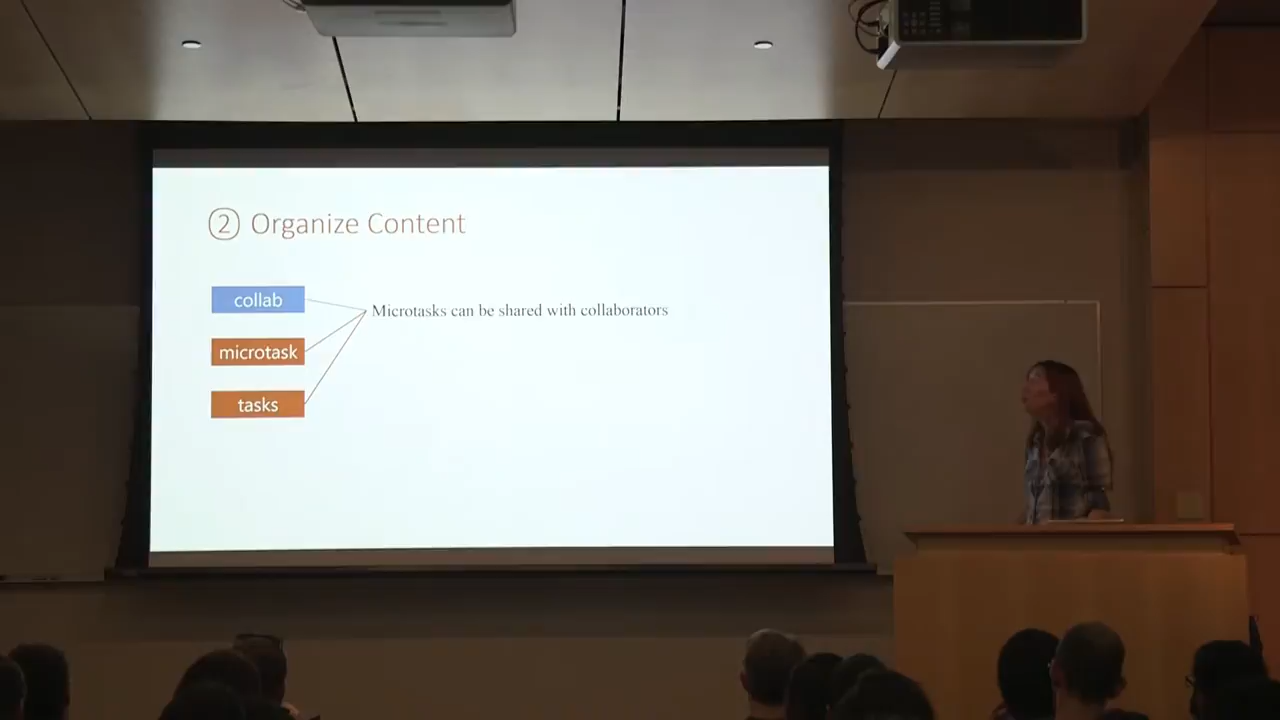 ② Organize Content
collab
Microtasks can be shared with collaborators
microtask
tasks